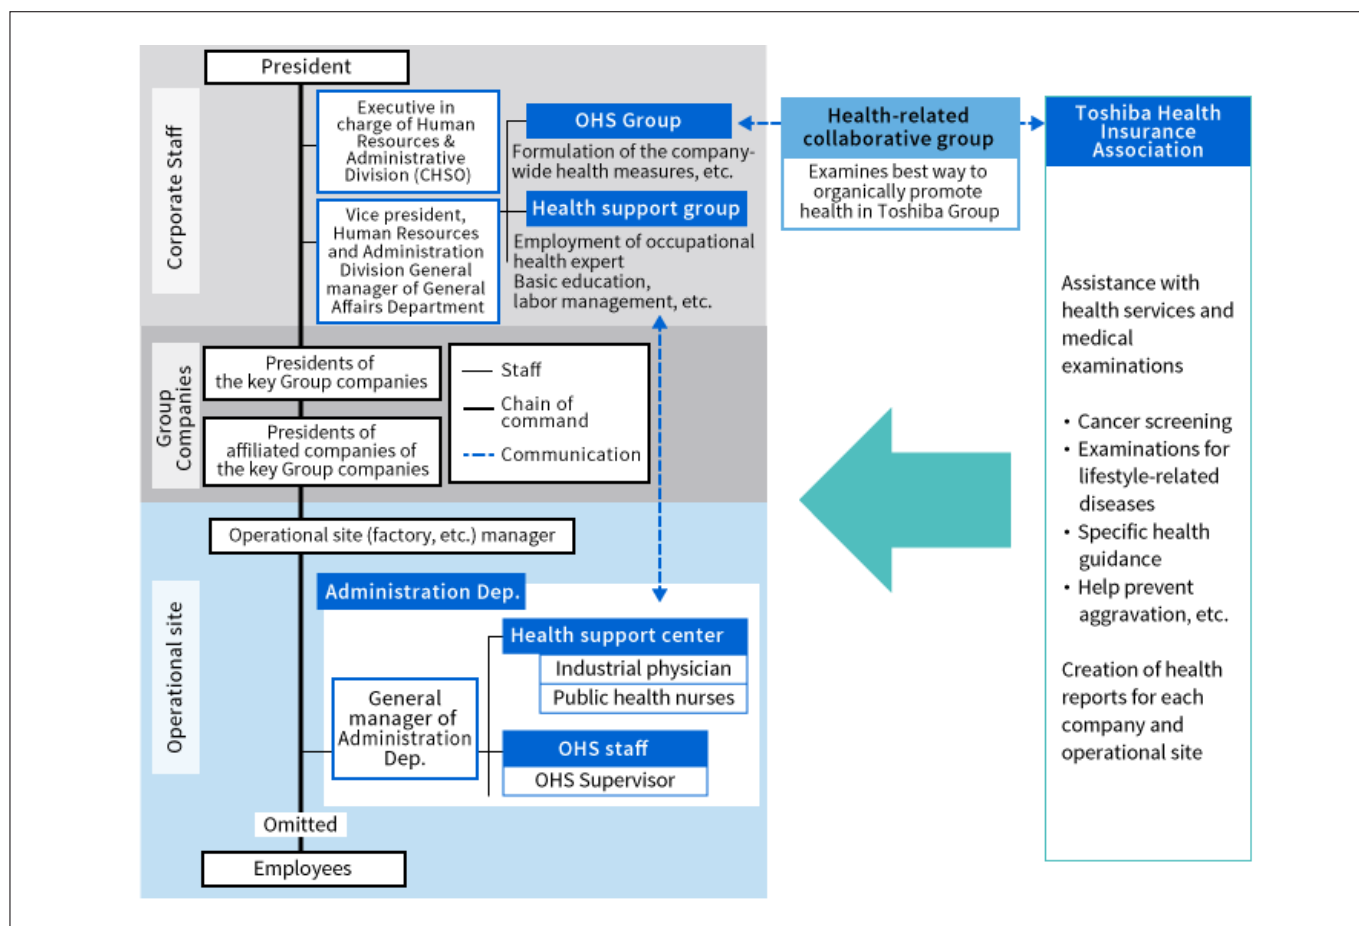 President
Corporate Staff
Executive in
charge of Human
Resources &
Administrative
Division (CHSO)
Vice president,
Human Resources
and Administration
Division General
manager of General
Affairs Department
OHS Group
Formulation of the company-
wide health measures, etc.
Health support group
Employment of occupational
health expert
Basic education,
labor management, etc.
Health-related
collaborative group
Examines best way to
organically promote
health in Toshiba Group
Toshiba Health
Insurance
Association
Assistance with
health services and
medical
examinations
・Cancer screening
・Examinations for
lifestyle-related
diseases
・Specific health
guidance
・Help prevent
aggravation, etc.
Creation of health
reports for each
company and
operational site
Group
Companies
Presidents of
the key Group companies
Presidents of
affiliated companies of
the key Group companies
Staff
Chain of
command
Communication
Operational site
Operational site (factory, etc.) manager
Administration Dep.
General
manager of
Administration
Dep.
Health support center
Industrial physician
Public health nurses
OHS staff
OHS Supervisor
Omitted
Employees